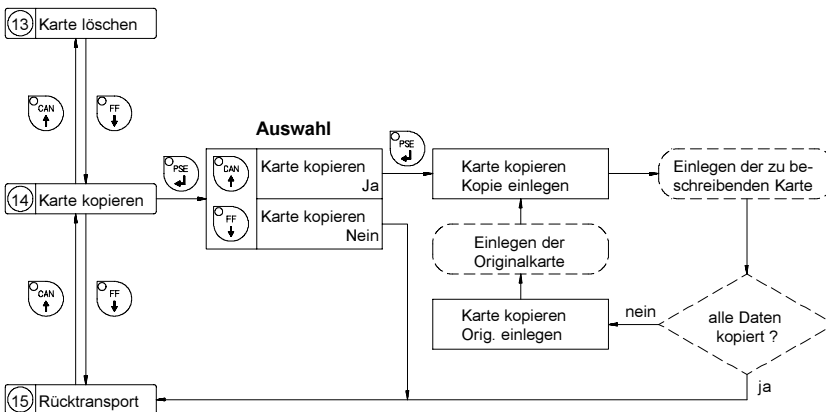 13 Karte löschen
CAN
FF
Auswahl
PSE
PSE
CAN
Karte kopieren
Ja
Karte kopieren
Kopie einlegen
Einlegen der zu be-
schreibenden Karte
14 Karte kopieren
FF
Karte kopieren
Nein
Einlegen der
Originalkarte
CAN
FF
nein
Karte kopieren
Orig. einlegen
alle Daten
kopiert ?
ja
15 Rücktransport